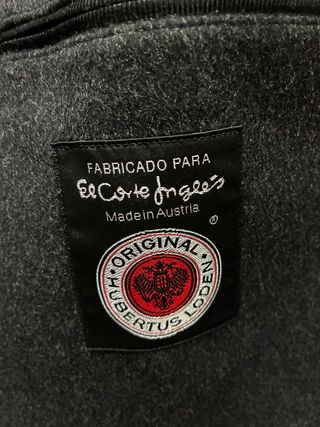 FABRICADO PARA
El Corte Inglés
Made in Austria
®
· ORIGINAL ·
HUBERTUS LODEN